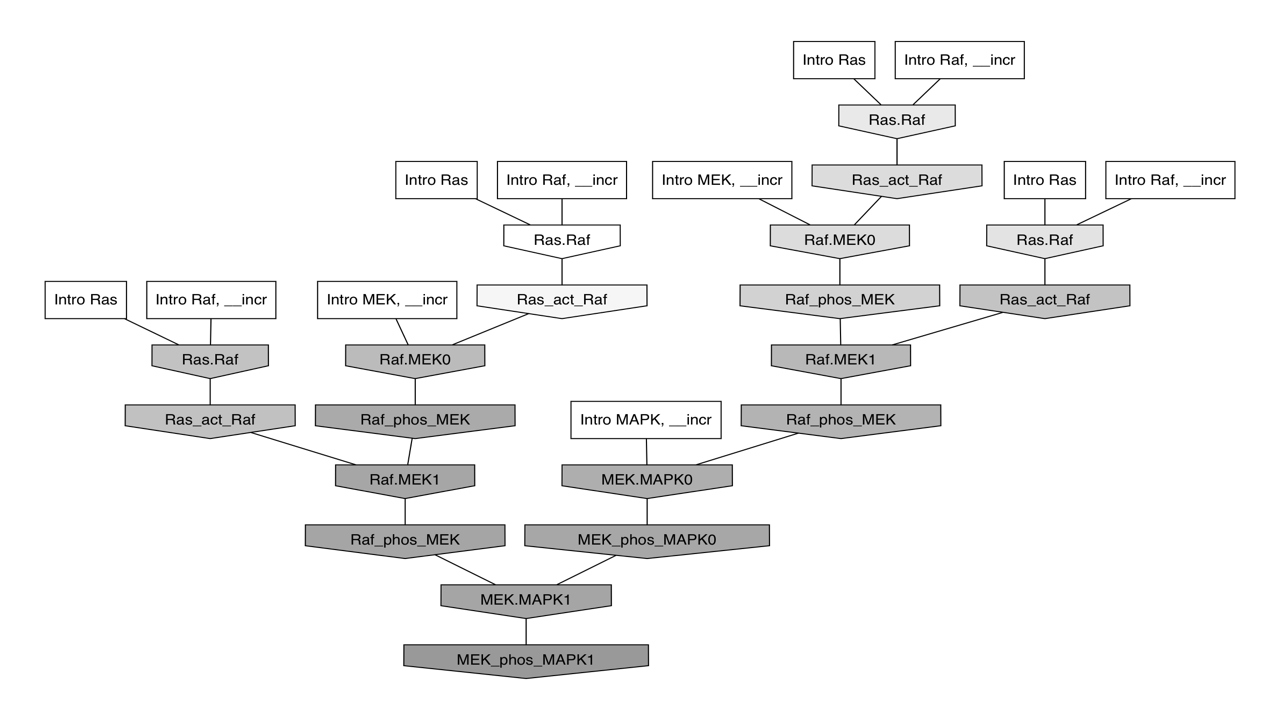 Intro Ras
Intro Raf, __incr
Ras.Raf
Intro Ras
Intro Raf, __incr
Intro MEK, __incr
Ras_act_Raf
Intro Ras
Intro Raf, __incr
Ras.Raf
Raf.MEK0
Ras.Raf
Intro Ras
Intro Raf, __incr
Intro MEK, __incr
Ras_act_Raf
Raf_phos_MEK
Ras_act_Raf
Ras.Raf
Raf.MEK0
Raf.MEK1
Ras_act_Raf
Raf_phos_MEK
Intro MAPK, __incr
Raf_phos_MEK
Raf.MEK1
MEK.MAPK0
Raf_phos_MEK
MEK_phos_MAPK0
MEK.MAPK1
MEK_phos_MAPK1